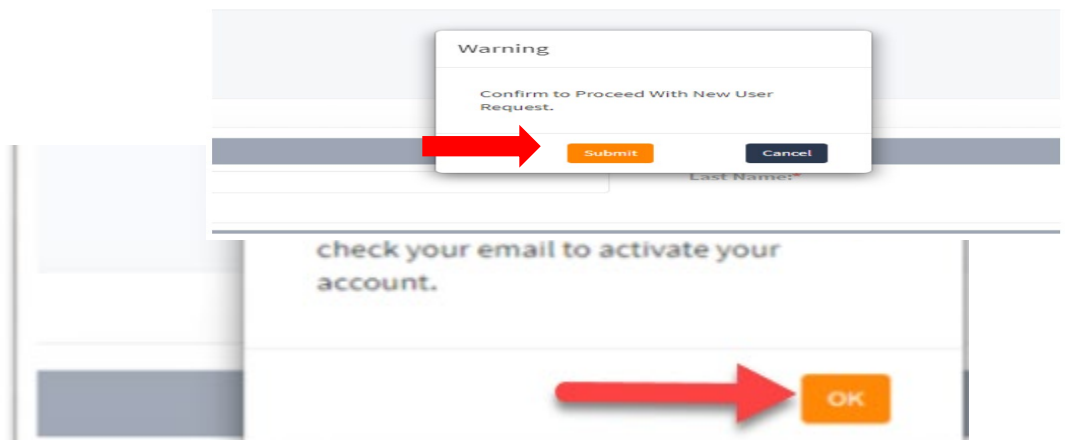 Warning
Confirm to Proceed With New User
Request.
Submit
Cancel
Last Name:*
check your email to activate your
account.
OK